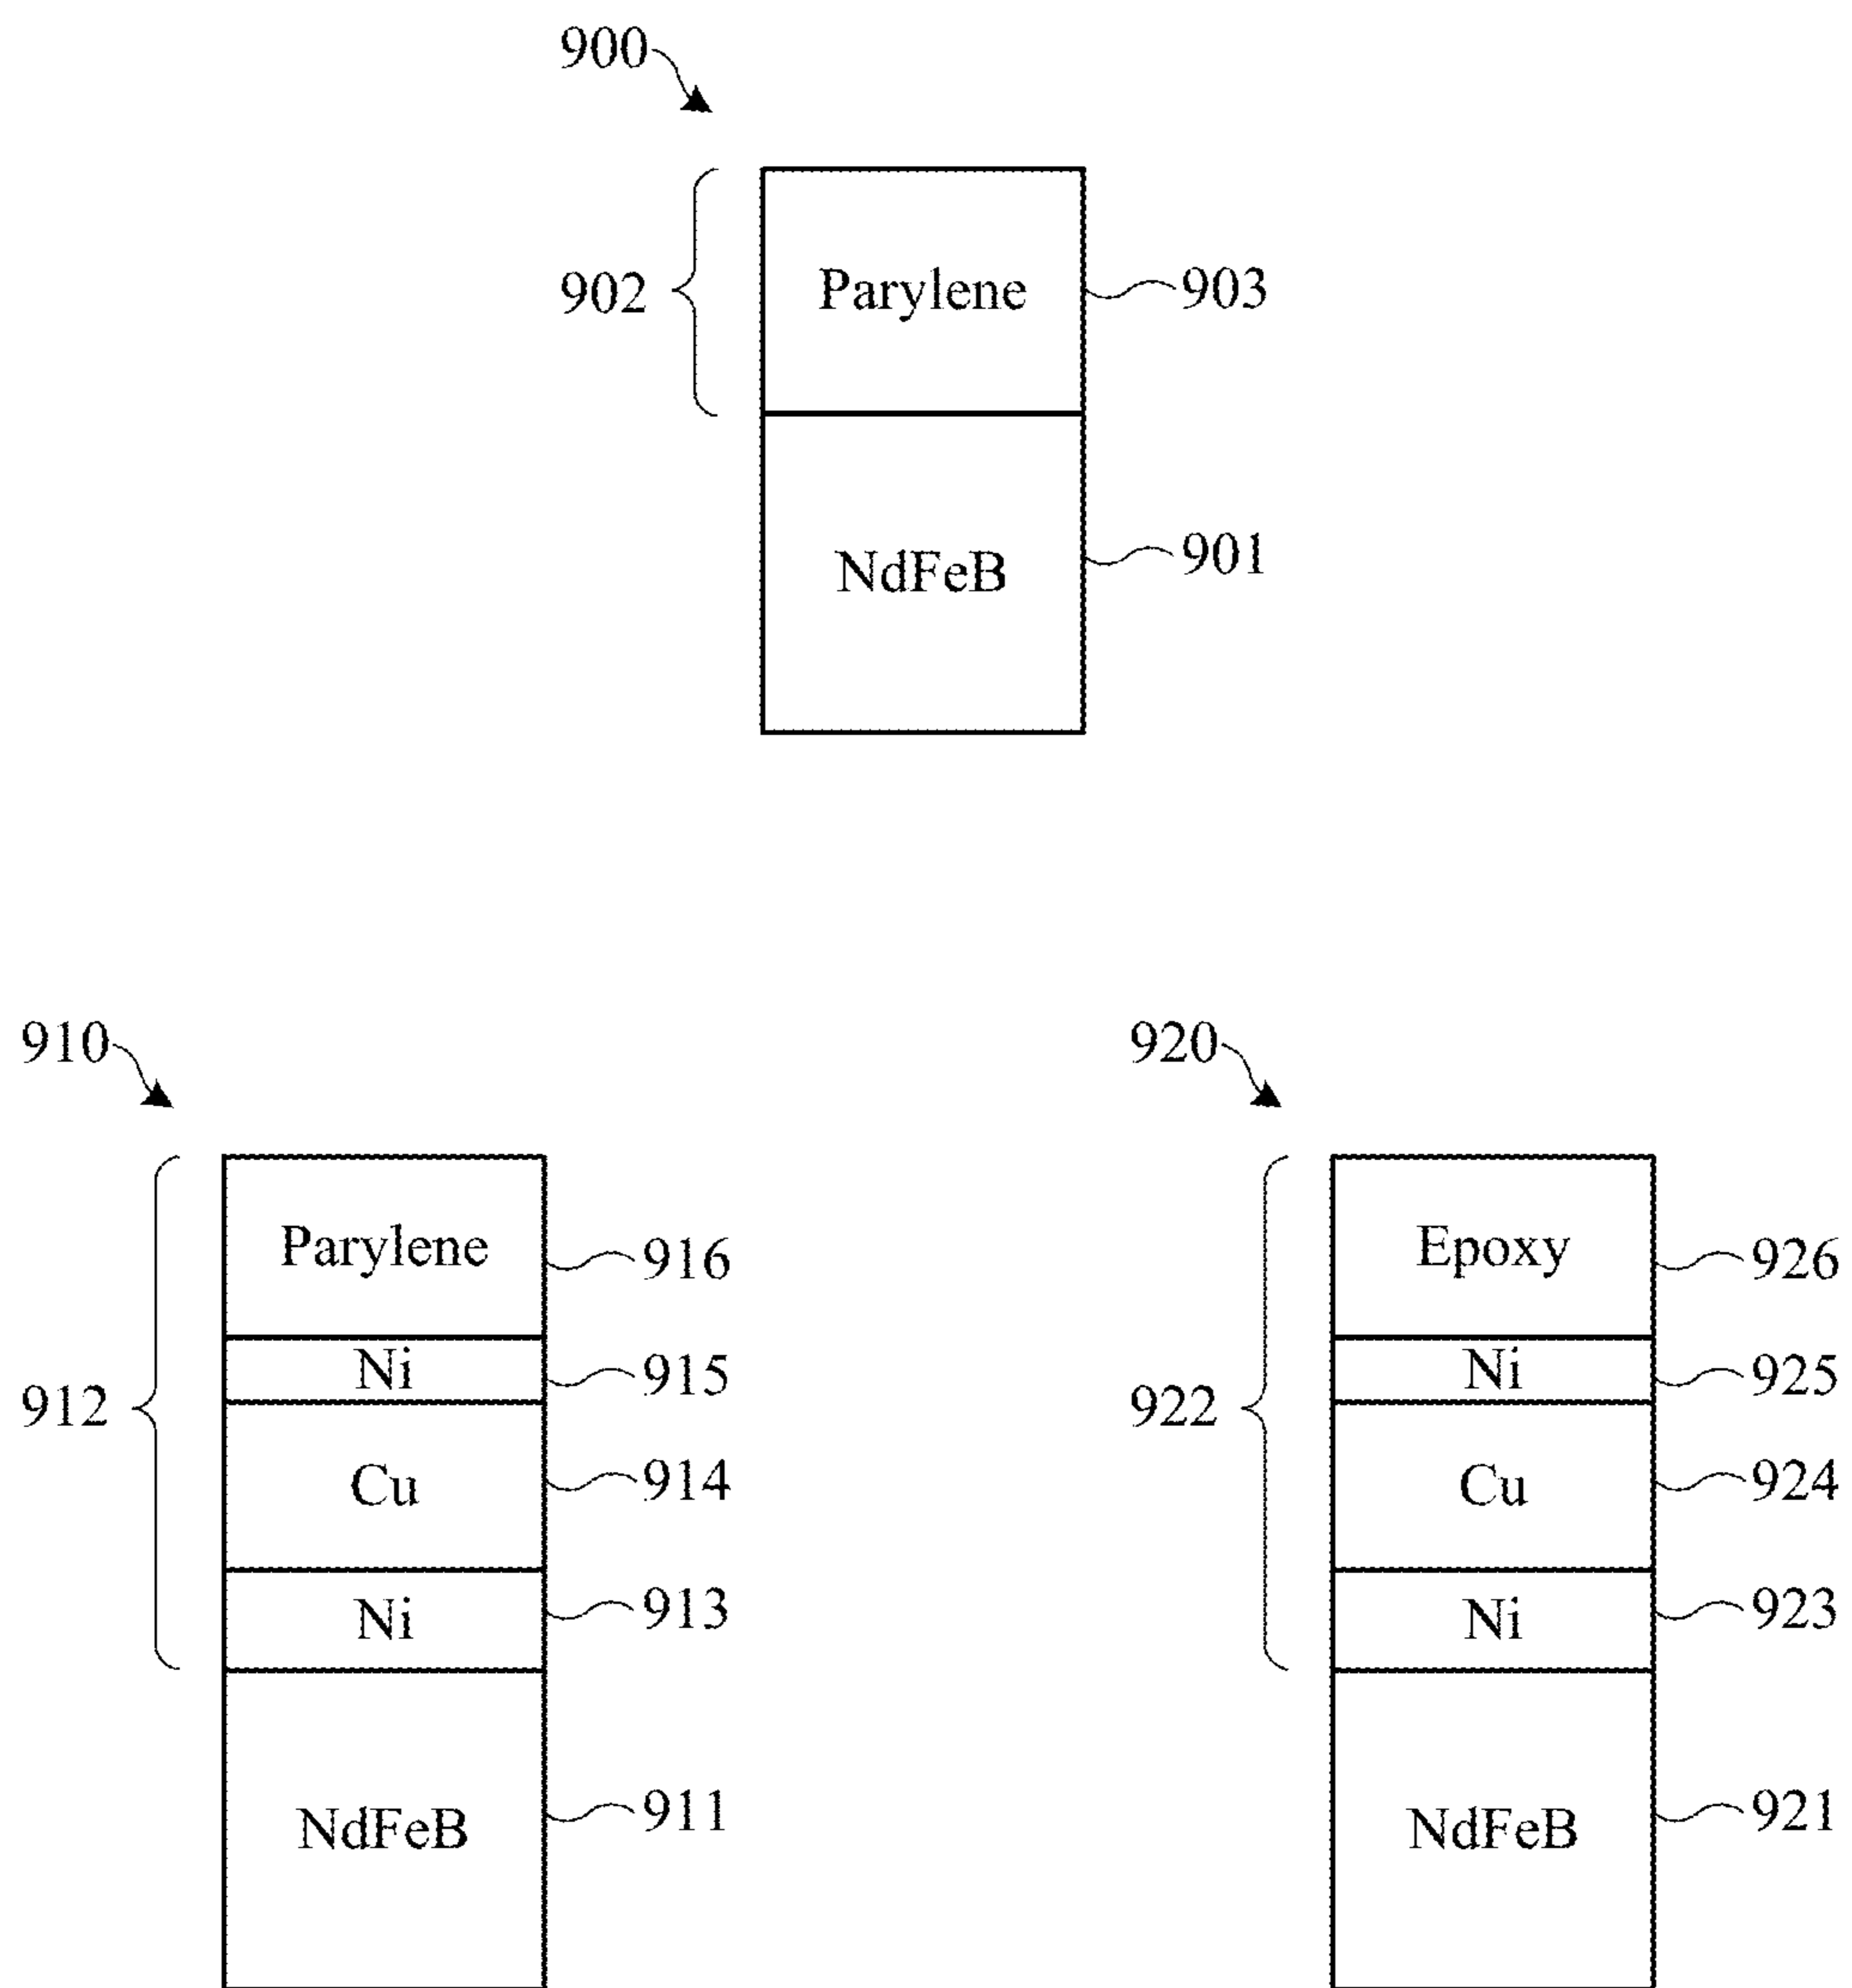 900
902 Parylene 903
NdFeB 901
910
Parylene 916
Ni 915
912
Cu 914
Ni 913
NdFeB 911
920
Epoxy 926
Ni 925
922
Cu 924
Ni 923
NdFeB 921